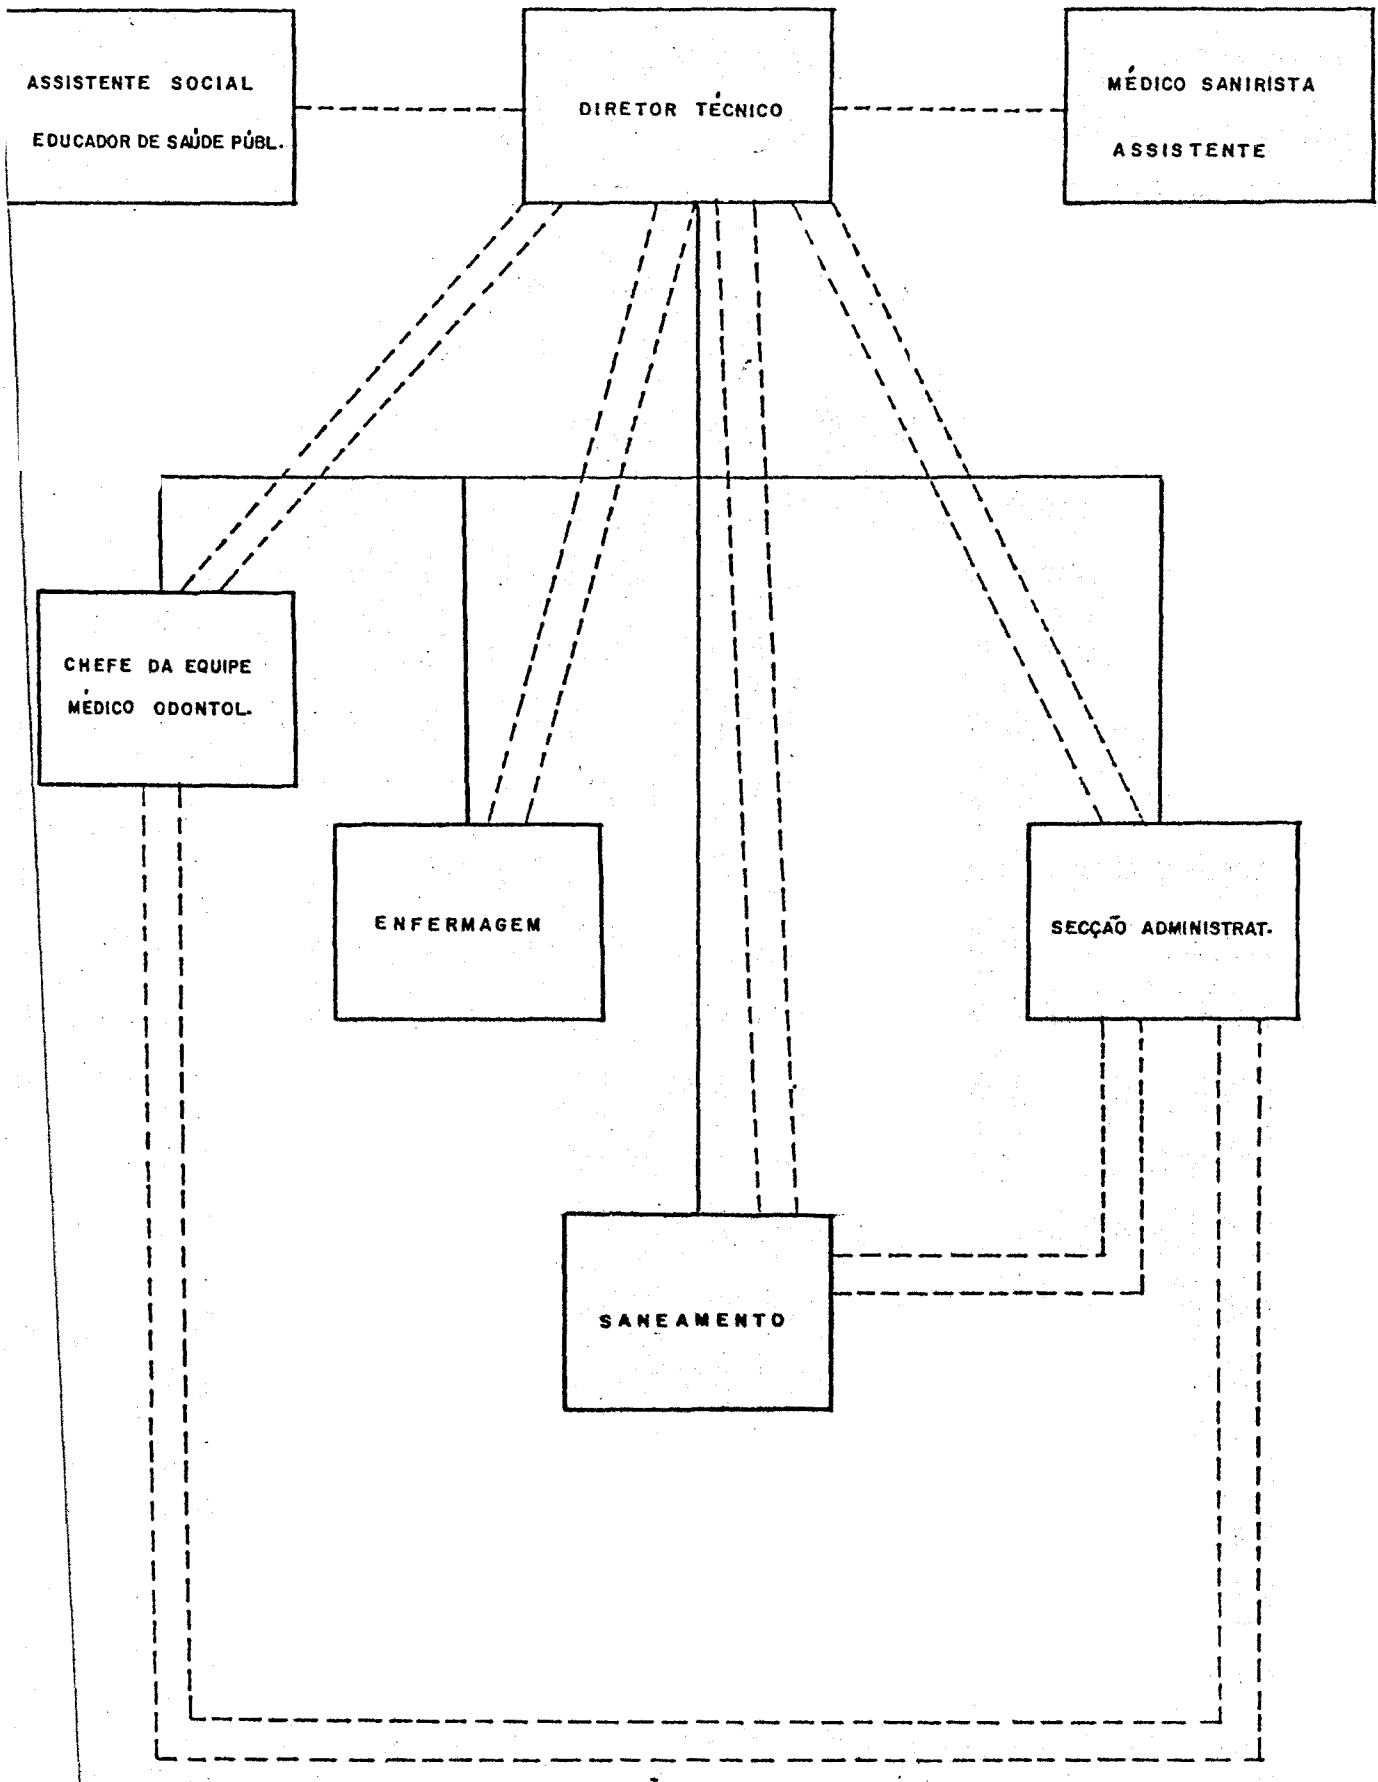 ASSISTENTE SOCIAL
EDUCADOR DE SAÚDE PÚBL.
DIRETOR TÉCNICO
MÉDICO SANIRISTA
ASSISTENTE
CHEFE DA EQUIPE
MÉDICO ODONTOL.
ENFERMAGEM
SECÇÃO ADMINISTRAT.
SANEAMENTO